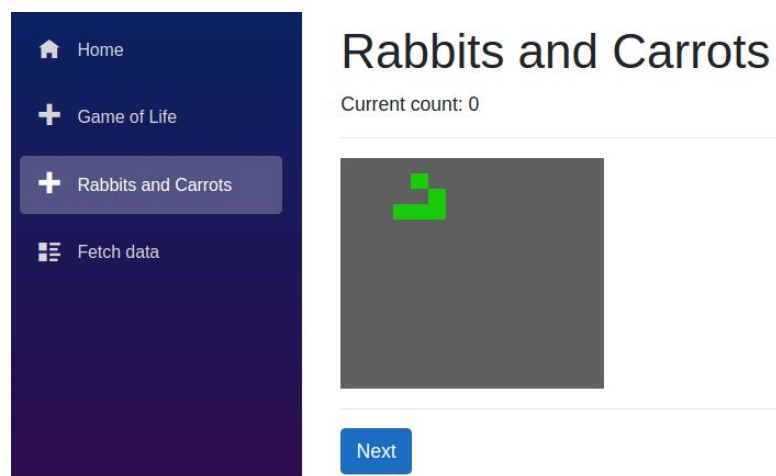 Home
Game of Life
Rabbits and Carrots
Fetch data
Rabbits and Carrots
Current count: 0
Next